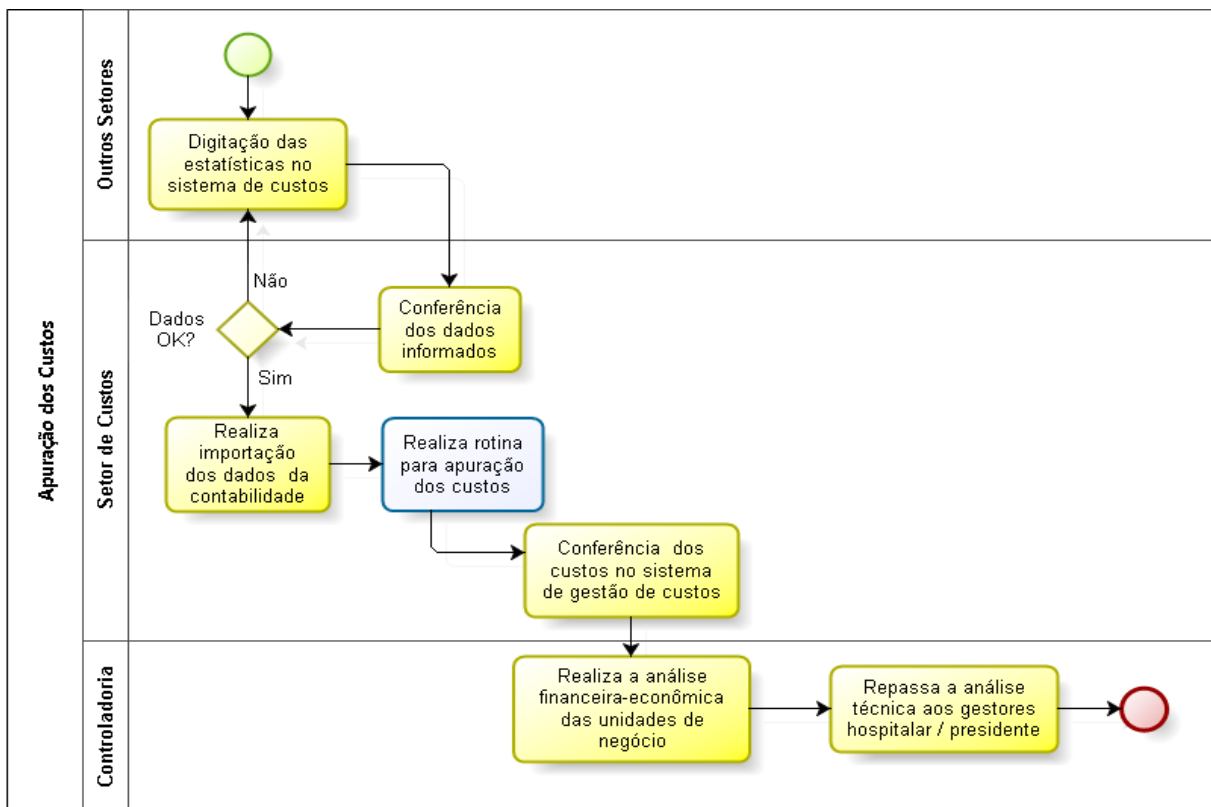 Apuração dos Custos
Outros Setores
Digitação das
estatísticas no
sistema de custos
Setor de Custos
Não
Dados
OK?
Conferência
dos dados
informados
Sim
Realiza
importação
dos dados da
contabilidade
Realiza rotina
para apuração
dos custos
Conferência dos
custos no sistema
de gestão de custos
Controladoria
Realiza a análise
financeira-econômica
das unidades de
negócio
Repassa a análise
técnica aos gestores
hospitalar / presidente